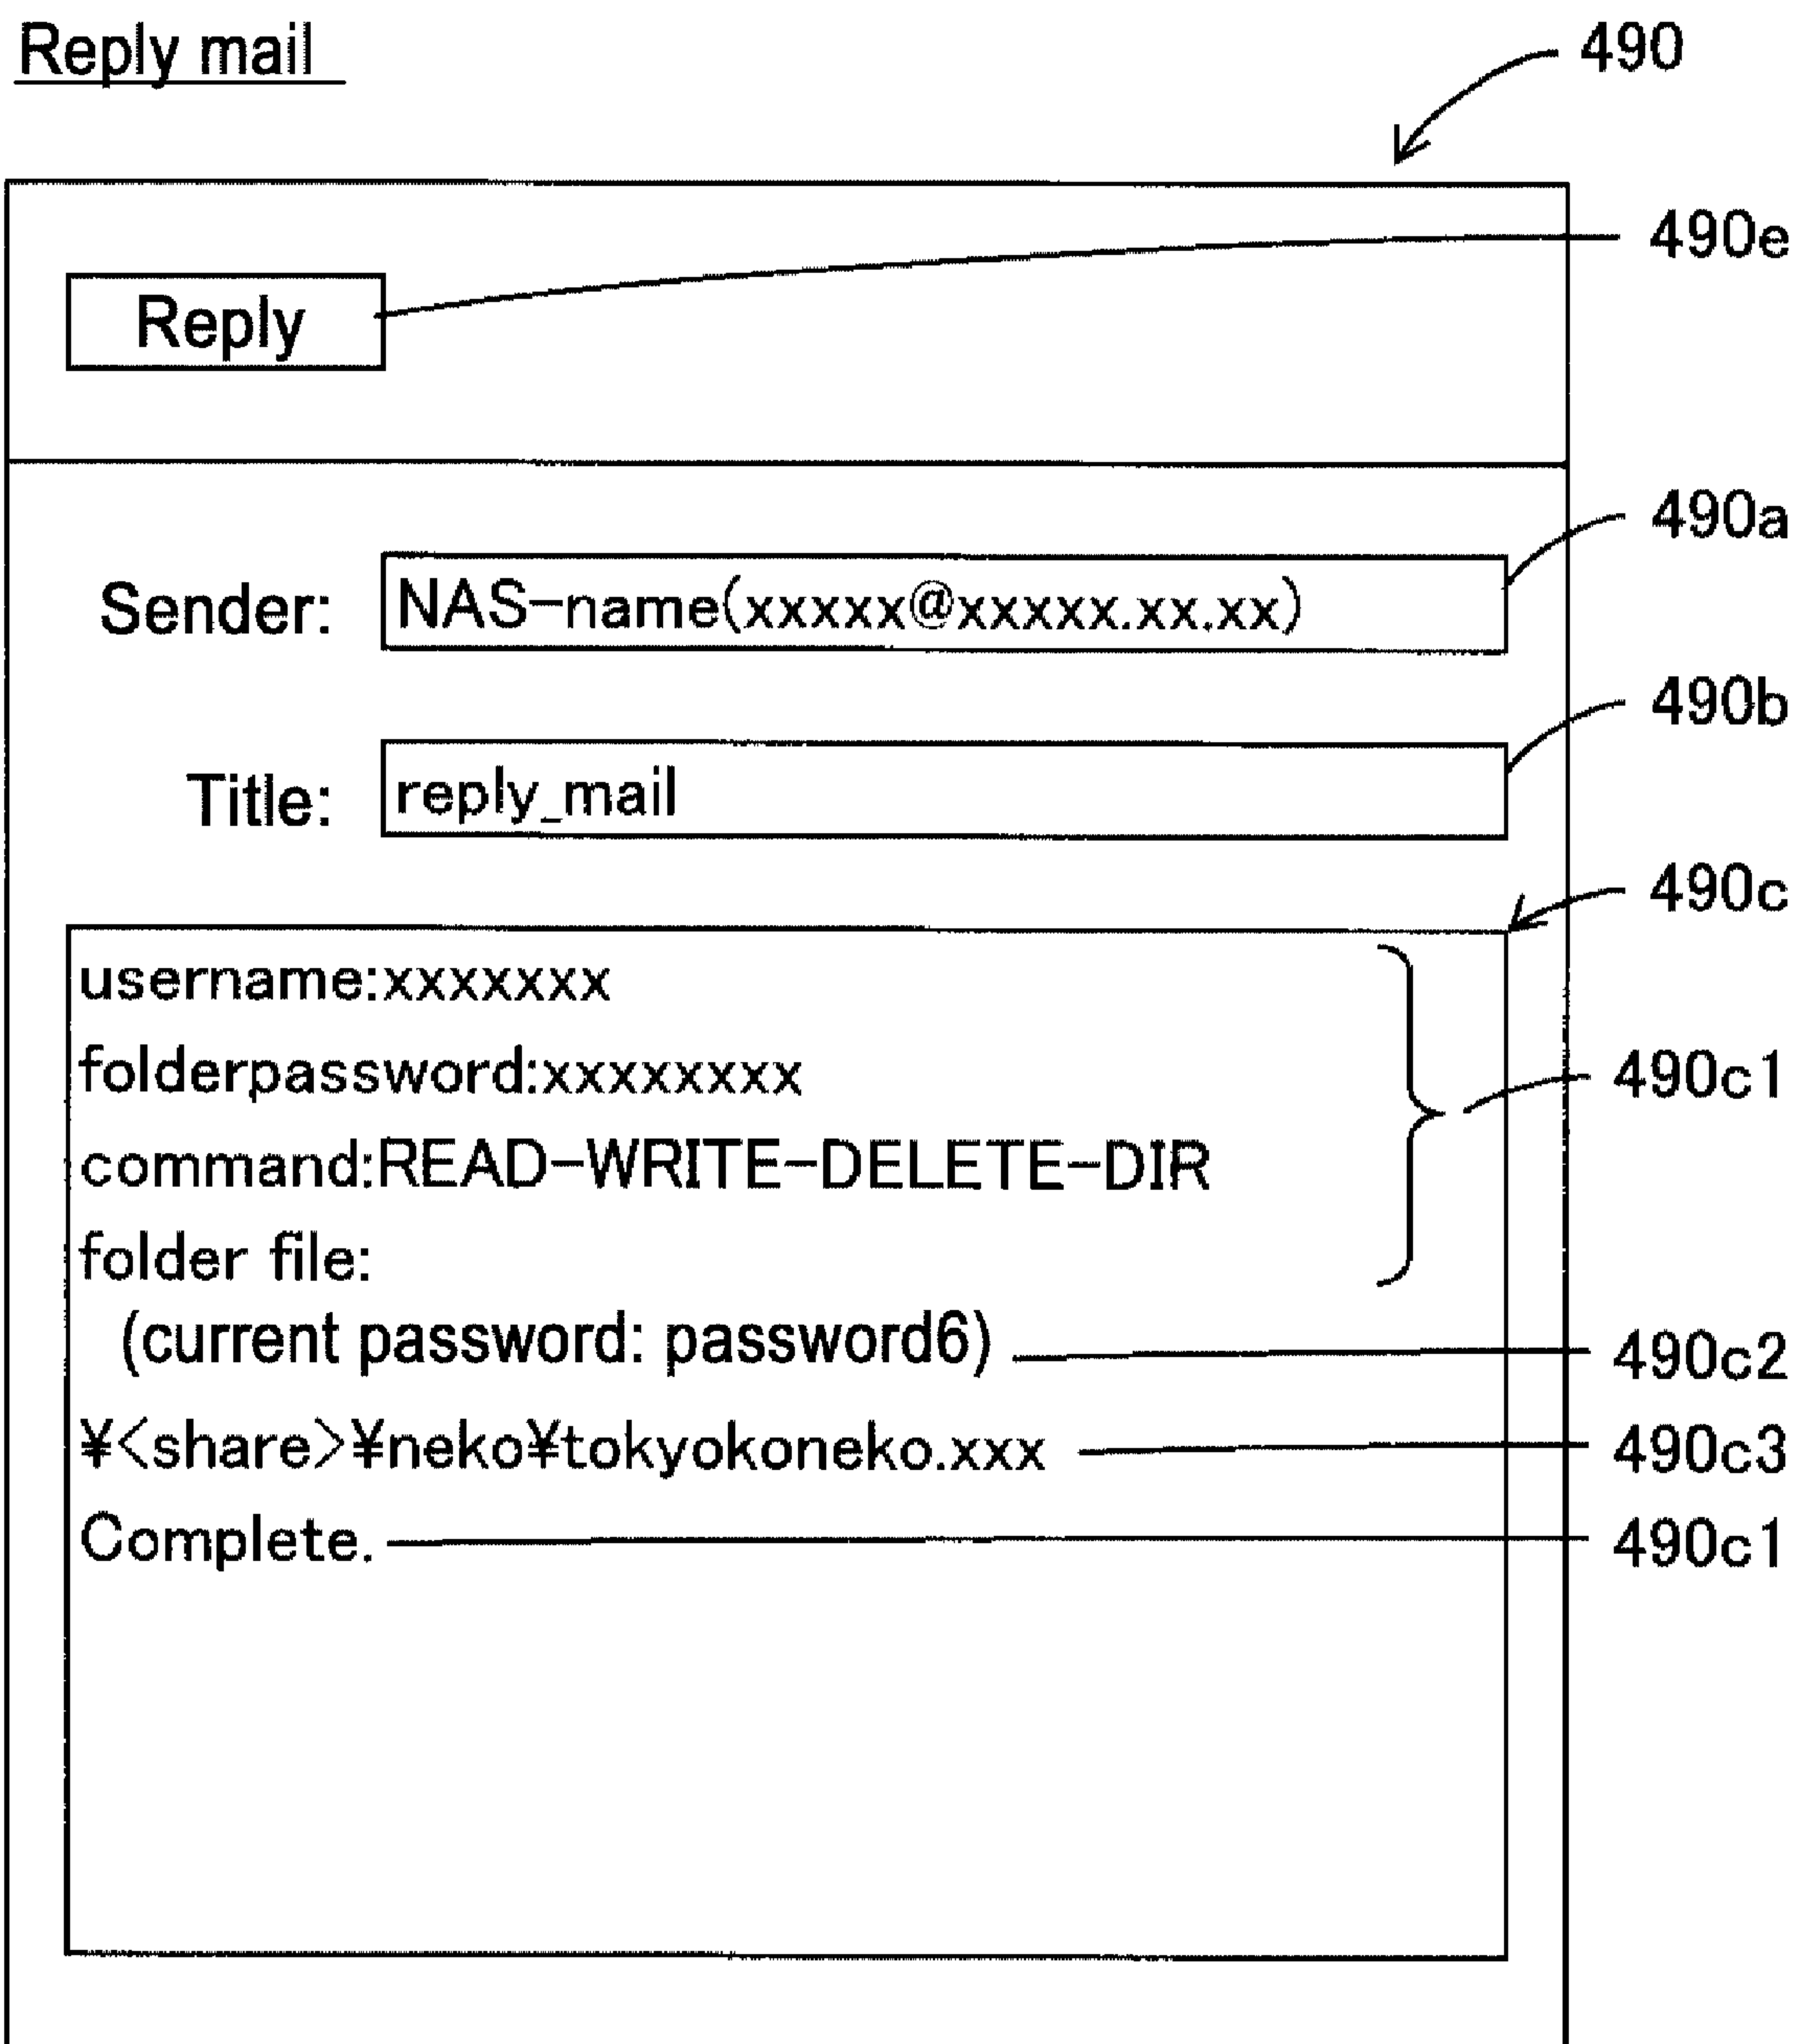 Reply mail
490
490e
Reply
490a
Sender: NAS-name(xxxxx@xxxxx.xx.xx)
490b
Title: reply_mail
490c
username:xxxxxxx
folderpassword:xxxxxxxx
490c1
command:READ-WRITE-DELETE-DIR
folder file:
(current password: password6)
490c2
¥<share>¥neko¥tokyokoneko.xxx
490c3
Complete.
490c1